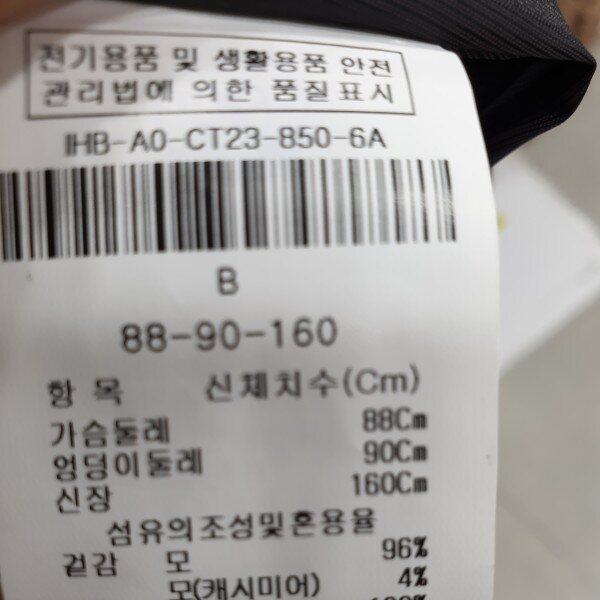 전기용품 및 생활용품 안전
관리법에 의한 품질표시
IHB-A0-CT23-850-6A
B
88-90-160
항 목 신체치수(Cm)
가슴둘레 88Cm
엉덩이둘레 90Cm
신장 160Cm
섬유의조성및혼용율
겉감 모 96%
모(캐시미어) 4%